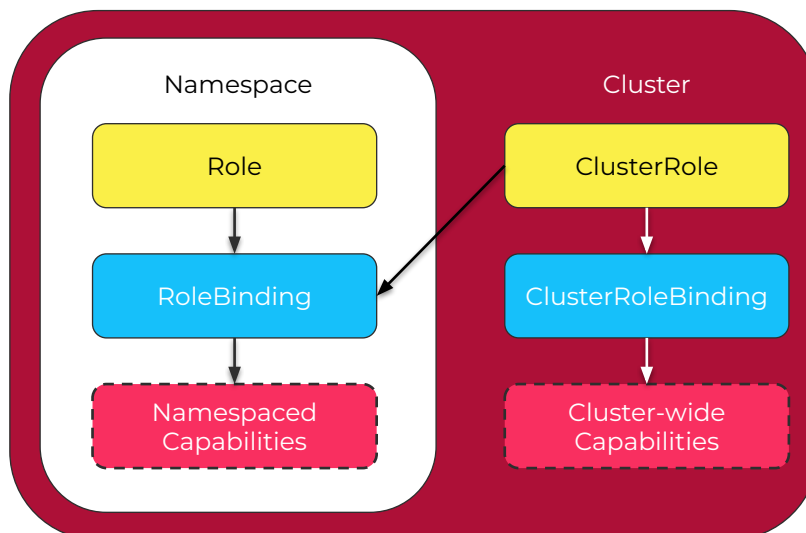 Namespace
Cluster
Role
ClusterRole
RoleBinding
ClusterRoleBinding
Namespaced
Capabilities
Cluster-wide
Capabilities